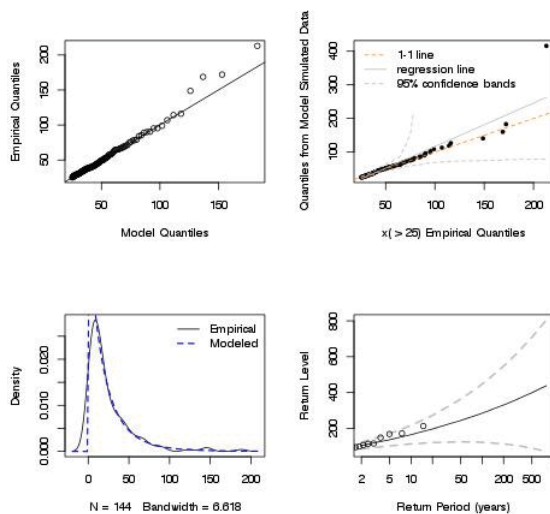 Empirical Quantiles
50 100 150 200
50 100 150
Model Quantiles
Quantiles from Model Simulated Data
100 200 300 400
1-1 line
regression line
95% confidence bands
50 100 150 200
x( > 25) Empirical Quantiles
Density
0.000 0.010 0.020
Empirical
Modeled
0 50 100 150 200
N = 144 Bandwidth = 6.618
Return Level
200 400 600 800
2 5 10 50 100 200 500
Return Period (years)